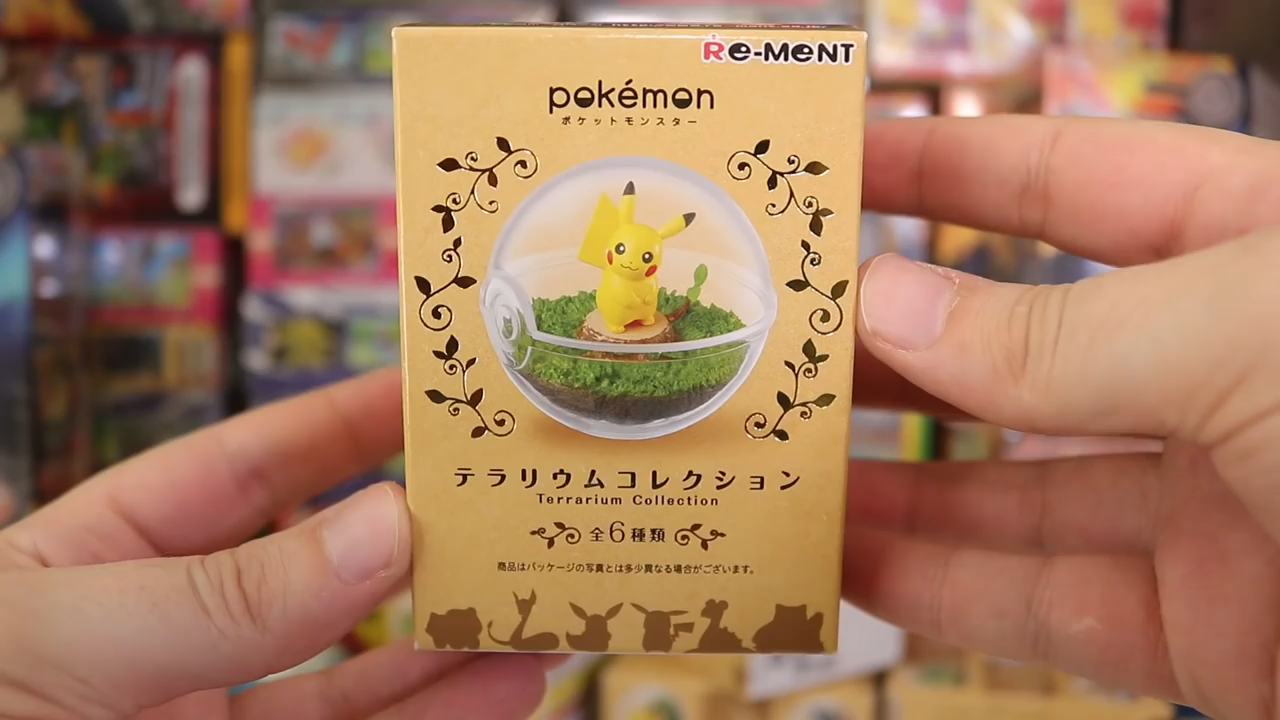 Re-MeNT
pokémon
ポケットモンスター
テラリウムコレクション
Terrarium Collection
全6種類
商品はパッケージの写真とは多少異なる場合がございます。